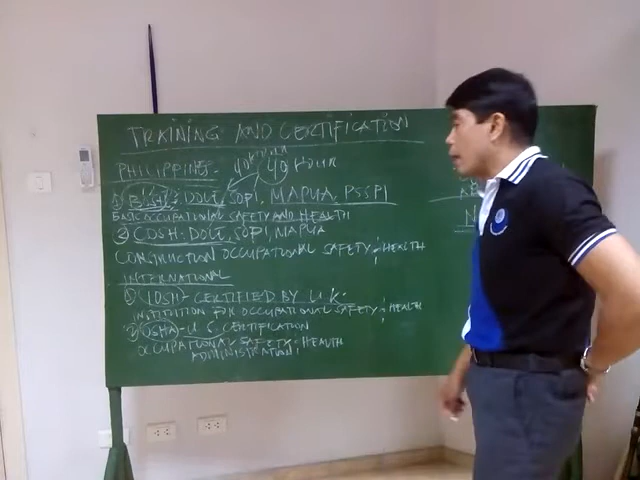 TRAINING AND CERTIFICATION
PHILIPPINES - 40 HOUR
① BOSH: DOLE, SOPI, MAPUA, PSSPI
BASIC OCCUPATIONAL SAFETY AND HEALTH
② COSH: DOLE, SOPI, MAPUA
CONSTRUCTION OCCUPATIONAL SAFETY & HEALTH
INTERNATIONAL
① IOSH - CERTIFIED BY U.K.
INSTITUTION FOR OCCUPATIONAL SAFETY & HEALTH
② OSHA - U.S. CERTIFICATION
OCCUPATIONAL SAFETY & HEALTH
ADMINISTRATION